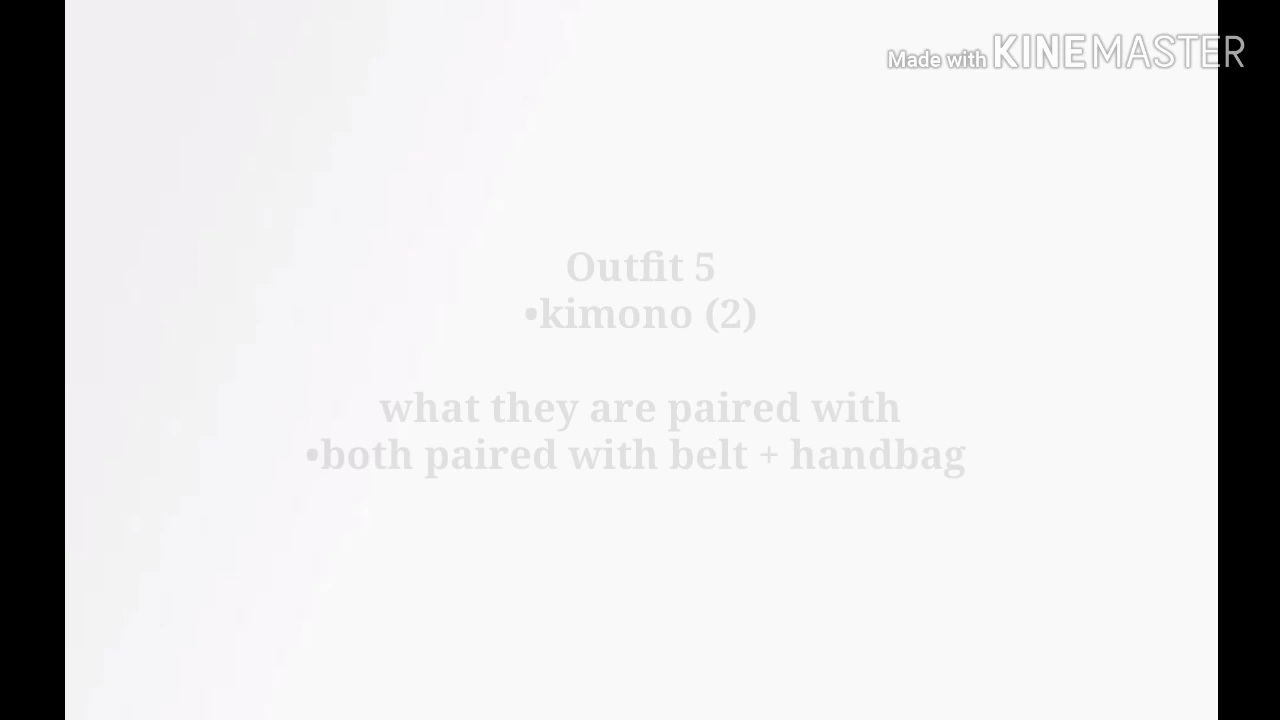 Made with KINEMASTER
Outfit 5
•kimono (2)
what they are paired with
•both paired with belt + handbag